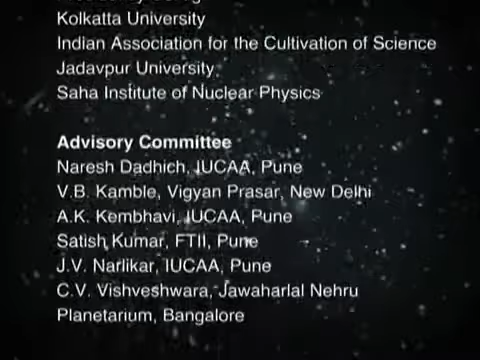 Kolkatta University
Indian Association for the Cultivation of Science
Jadavpur University
Saha Institute of Nuclear Physics
Advisory Committee
Naresh Dadhich, IUCAA, Pune
V.B. Kamble, Vigyan Prasar, New Delhi
A.K. Kembhavi, IUCAA, Pune
Satish Kumar, FTII, Pune
J.V. Narlikar, IUCAA, Pune
C.V. Vishveshwara, Jawaharlal Nehru
Planetarium, Bangalore